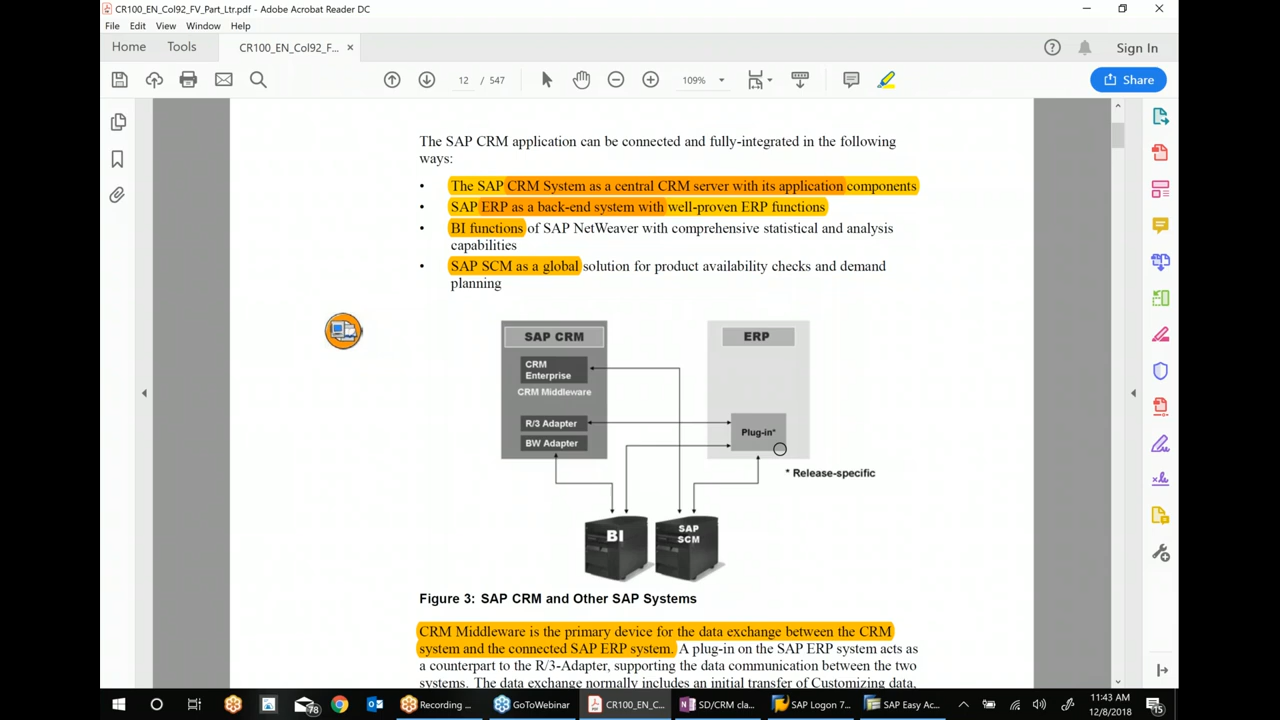 CR100_EN_Col92_FV_Part_Ltr.pdf - Adobe Acrobat Reader DC
File Edit View Window Help
Home Tools CR100_EN_Col92_F... × Sign In
12 / 547 109% Share
The SAP CRM application can be connected and fully-integrated in the following
ways:
• The SAP CRM System as a central CRM server with its application components
• SAP ERP as a back-end system with well-proven ERP functions
• BI functions of SAP NetWeaver with comprehensive statistical and analysis
capabilities
• SAP SCM as a global solution for product availability checks and demand
planning
SAP CRM ERP
CRM
Enterprise
CRM Middleware
R/3 Adapter
Plug-in*
BW Adapter
* Release-specific
BI
SAP
SCM
Figure 3: SAP CRM and Other SAP Systems
CRM Middleware is the primary device for the data exchange between the CRM
system and the connected SAP ERP system. A plug-in on the SAP ERP system acts as
a counterpart to the R/3-Adapter, supporting the data communication between the two
systems. The data exchange normally includes an initial transfer of Customizing data,
78 Recording ... GoToWebinar CR100_EN_C... SD/CRM cla... SAP Logon 7... SAP Easy Ac... 11:43 AM
12/8/2018 15